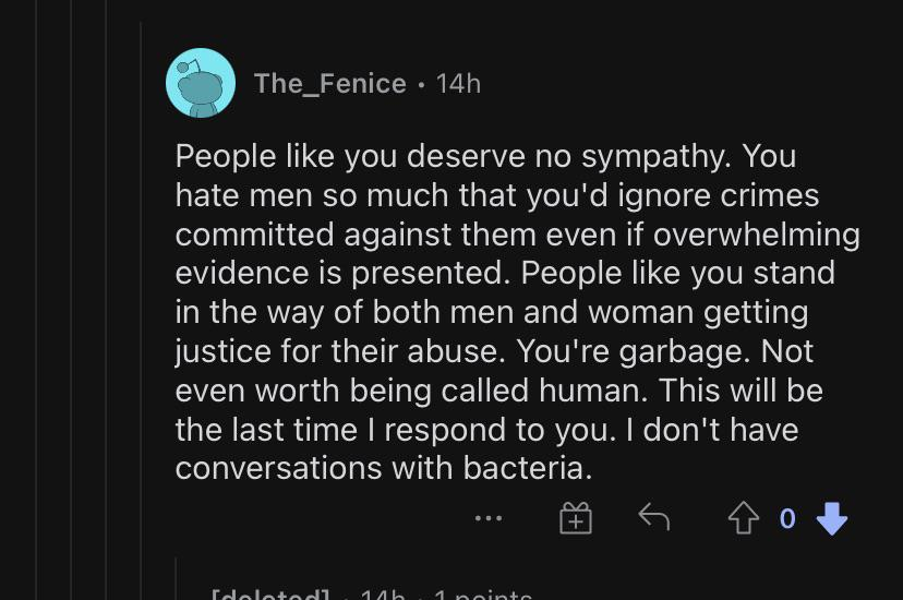 The_Fenice • 14h
People like you deserve no sympathy. You
hate men so much that you'd ignore crimes
committed against them even if overwhelming
evidence is presented. People like you stand
in the way of both men and woman getting
justice for their abuse. You're garbage. Not
even worth being called human. This will be
the last time I respond to you. I don't have
conversations with bacteria.
0
[deleted] • 14h • 1 points